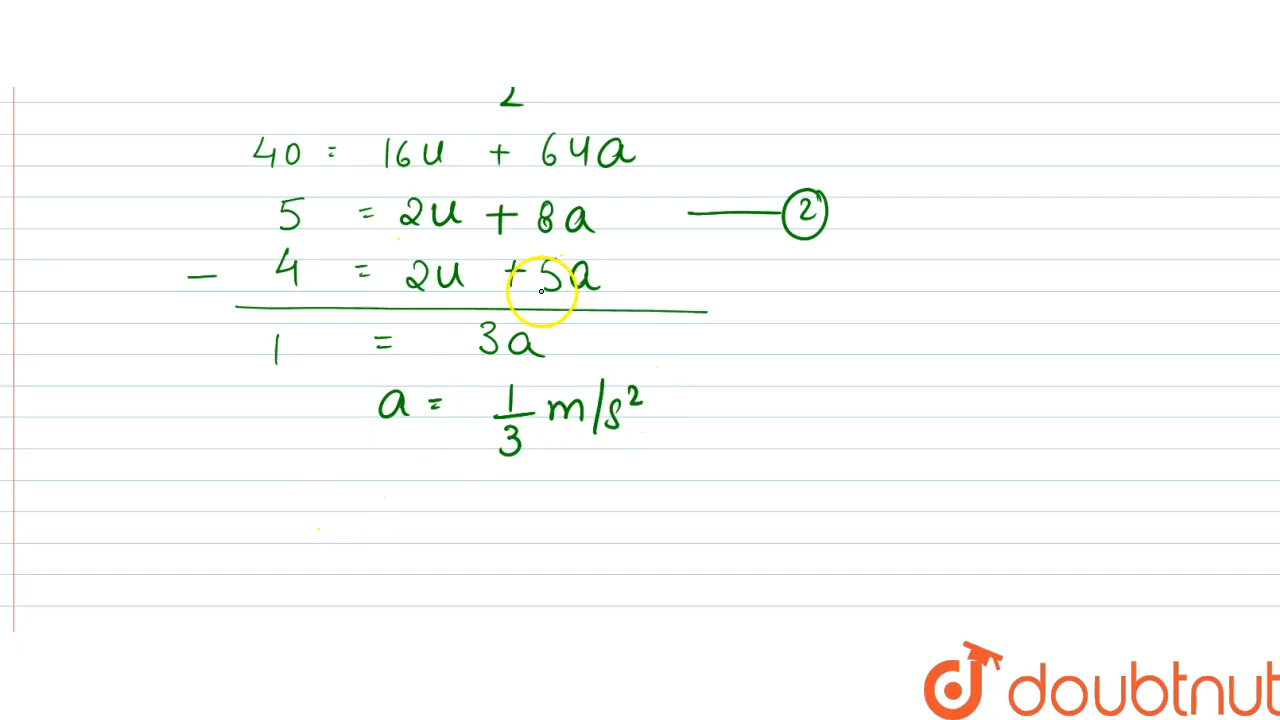 2
40 = 16u + 64a
5 = 2u + 8a ——— 2
- 4 = 2u + 5a
1 = 3a
a = 1/3 m/s²
doubtnut